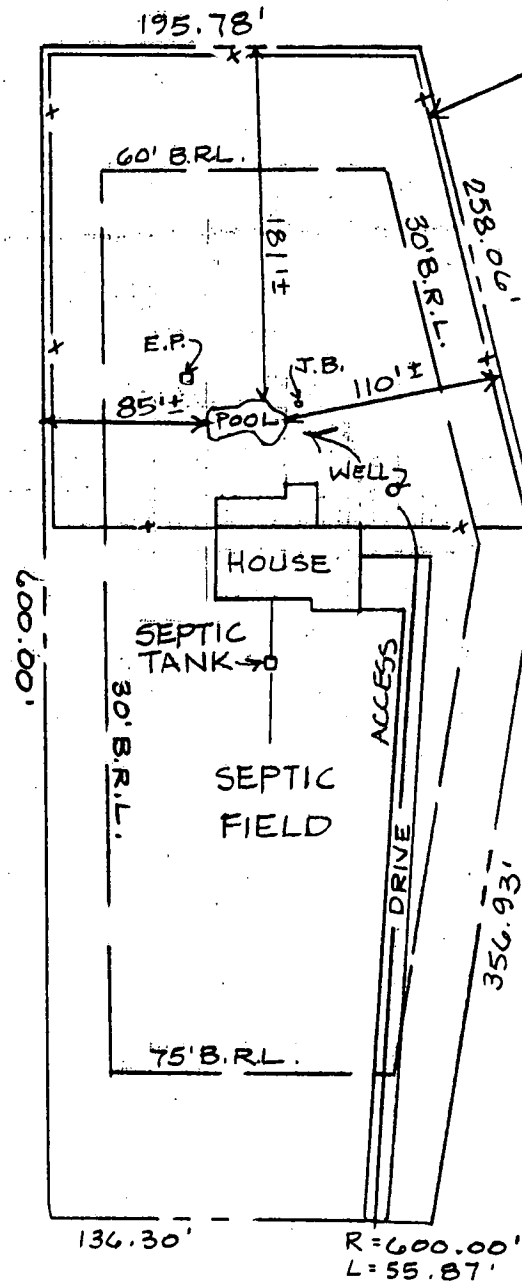 195.78'
60' B.RL.
258.06'
30' B.R.L.
181'±
E.P.
J.B.
110'±
85'±
POOL
WELL
HOUSE
600.00'
SEPTIC
TANK
ACCESS
30' B.R.L.
SEPTIC
FIELD
DRIVE
356.93'
75' B.R.L.
136.30'
R = 600.00'
L = 55.87'